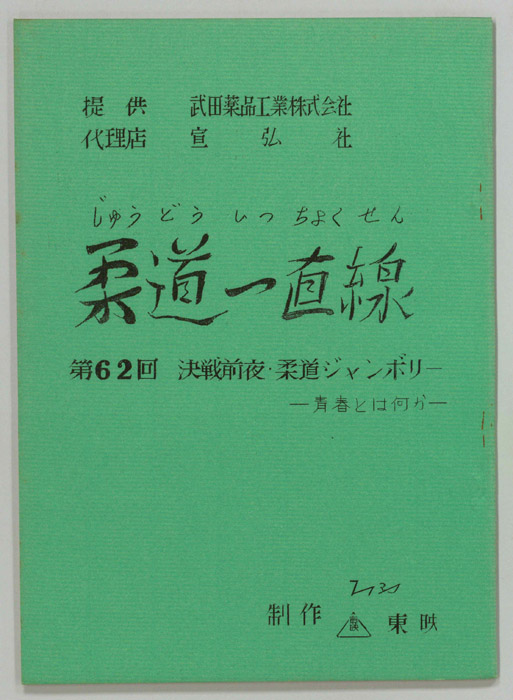 提供 武田薬品工業株式会社
代理店 宣弘社
じゅうどう いっちょくせん
柔道一直線
第62回 決戦前夜・柔道ジャンボリー
―青春とは何か―
制作 東映